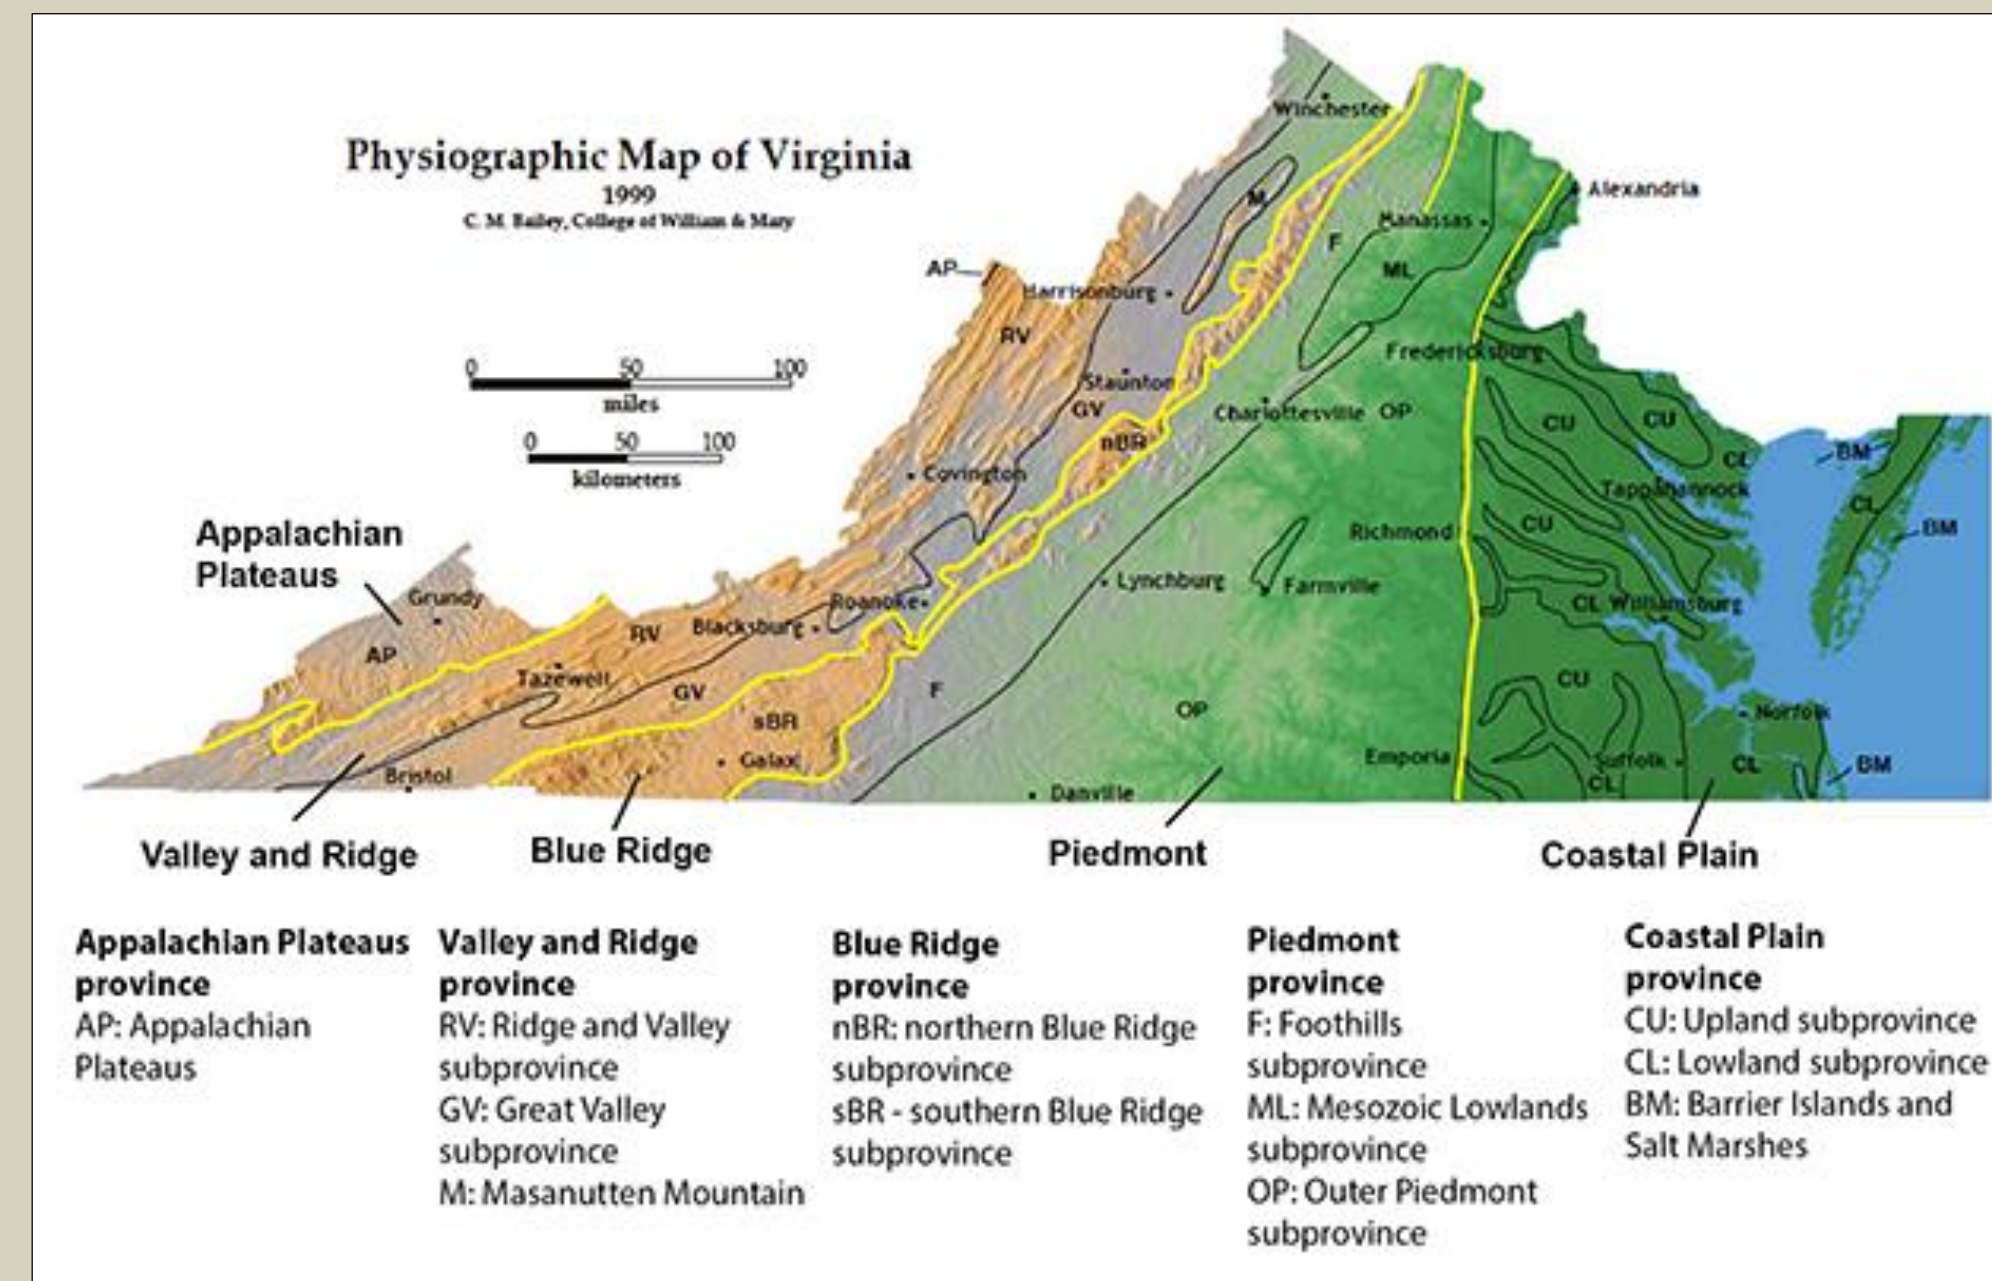 Physiographic Map of Virginia
1999
C. M. Bailey, College of William & Mary
0 50 100
miles
0 50 100
kilometers
Winchester
Alexandria
M
Manassas
F
ML
AP
Harrisonburg
RV
Fredericksburg
Staunton
GV
Charlottesville
OP
CU
CU
nBR
CL
BM
Covington
Tappahannock
CL
Appalachian
Plateaus
CU
Richmond
BM
Grundy
Lynchburg
Farmville
Roanoke
CL
Williamsburg
RV
Blacksburg
AP
Tazewell
GV
F
CU
OP
sBR
Norfolk
Galax
Emporia
Suffolk
CL
BM
Bristol
CL
Danville
Valley and Ridge
Blue Ridge
Piedmont
Coastal Plain
Appalachian Plateaus
province
AP: Appalachian
Plateaus
Valley and Ridge
province
RV: Ridge and Valley
subprovince
GV: Great Valley
subprovince
M: Masanutten Mountain
Blue Ridge
province
nBR: northern Blue Ridge
subprovince
sBR - southern Blue Ridge
subprovince
Piedmont
province
F: Foothills
subprovince
ML: Mesozoic Lowlands
subprovince
OP: Outer Piedmont
subprovince
Coastal Plain
province
CU: Upland subprovince
CL: Lowland subprovince
BM: Barrier Islands and
Salt Marshes